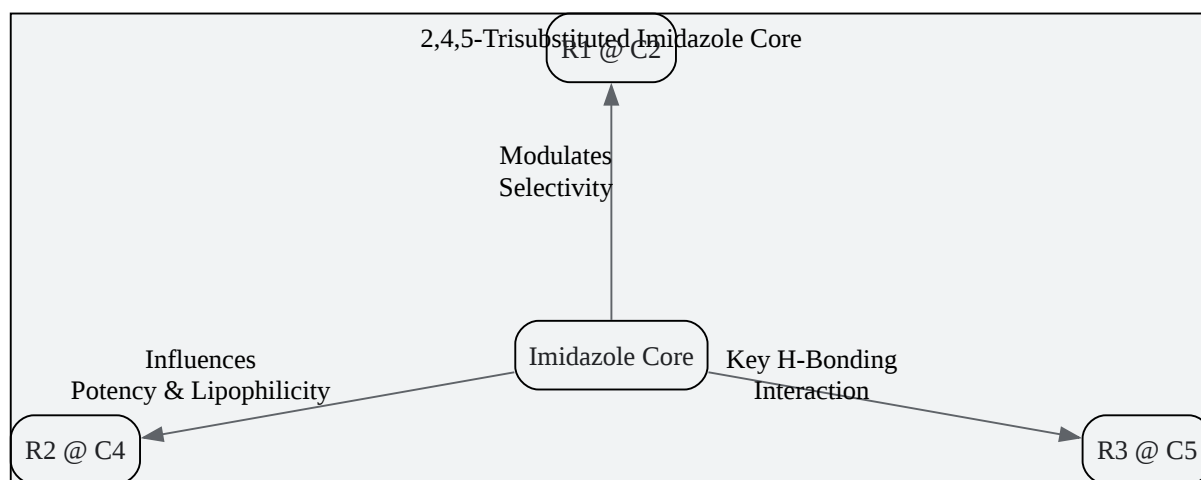 2,4,5-Trisubstituted Imidazole Core
R1 @ C2
Modulates
Selectivity
Influences
Potency & Lipophilicity
Imidazole Core
Key H-Bonding
Interaction
R2 @ C4
R3 @ C5